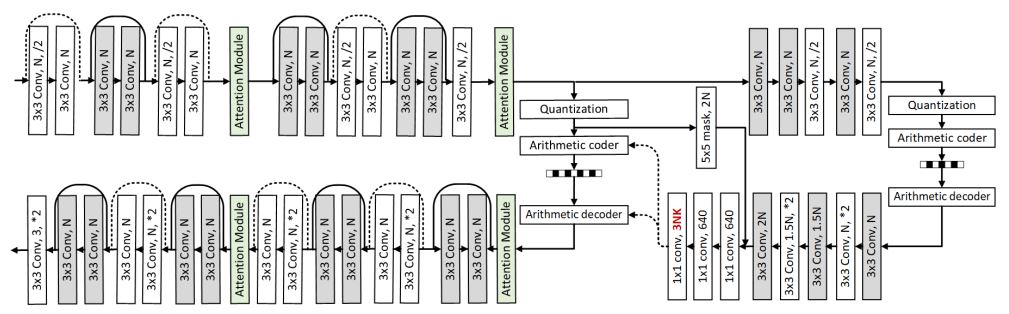 3x3 Conv, N, /2
3x3 Conv, N
3x3 Conv, N
3x3 Conv, N
3x3 Conv, N, /2
3x3 Conv, N
Attention Module
3x3 Conv, N
3x3 Conv, N
3x3 Conv, N, /2
3x3 Conv, N
3x3 Conv, N
3x3 Conv, N
3x3 Conv, N, /2
Attention Module
Quantization
Arithmetic coder
Arithmetic decoder
5x5 mask, 2N
3x3 Conv, N
3x3 Conv, N
3x3 Conv, N, /2
3x3 Conv, N
3x3 Conv, N, /2
Quantization
Arithmetic coder
Arithmetic decoder
3x3 Conv, 3, *2
3x3 Conv, N
3x3 Conv, N
3x3 Conv, N
3x3 Conv, N, *2
3x3 Conv, N
3x3 Conv, N
Attention Module
3x3 Conv, N, *2
3x3 Conv, N
3x3 Conv, N
3x3 Conv, N
3x3 Conv, N
3x3 Conv, N, *2
3x3 Conv, N
3x3 Conv, N
Attention Module
1x1 conv, 3NK
1x1 conv, 640
1x1 conv, 640
3x3 Conv, 2N
3x3 Conv, 1.5N, *2
3x3 Conv, 1.5N
3x3 Conv, N, *2
3x3 Conv, N